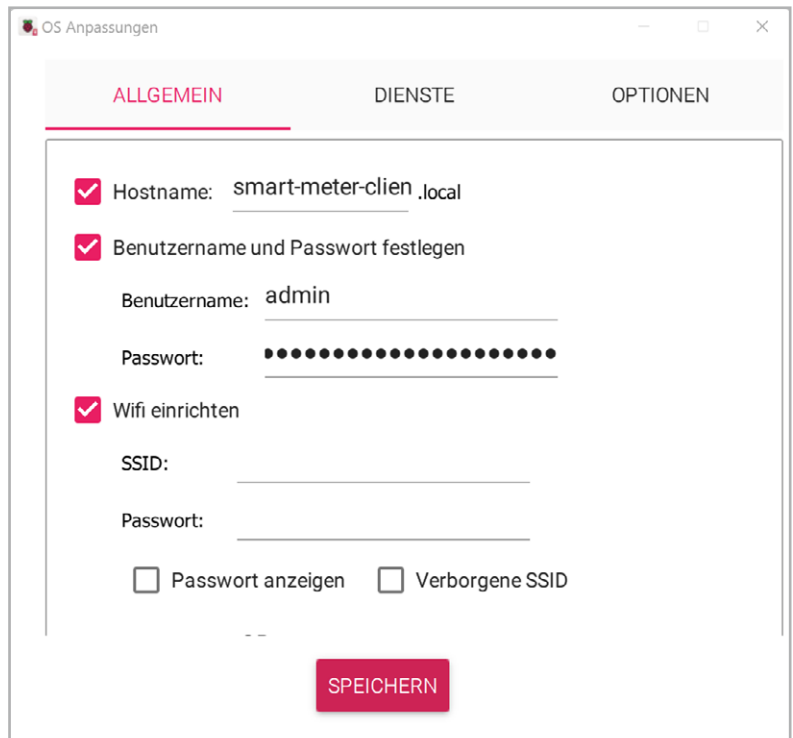 OS Anpassungen
ALLGEMEIN DIENSTE OPTIONEN
Hostname: smart-meter-clien .local
Benutzername und Passwort festlegen
Benutzername: admin
Passwort:
Wifi einrichten
SSID:
Passwort:
Passwort anzeigen Verborgene SSID
SPEICHERN